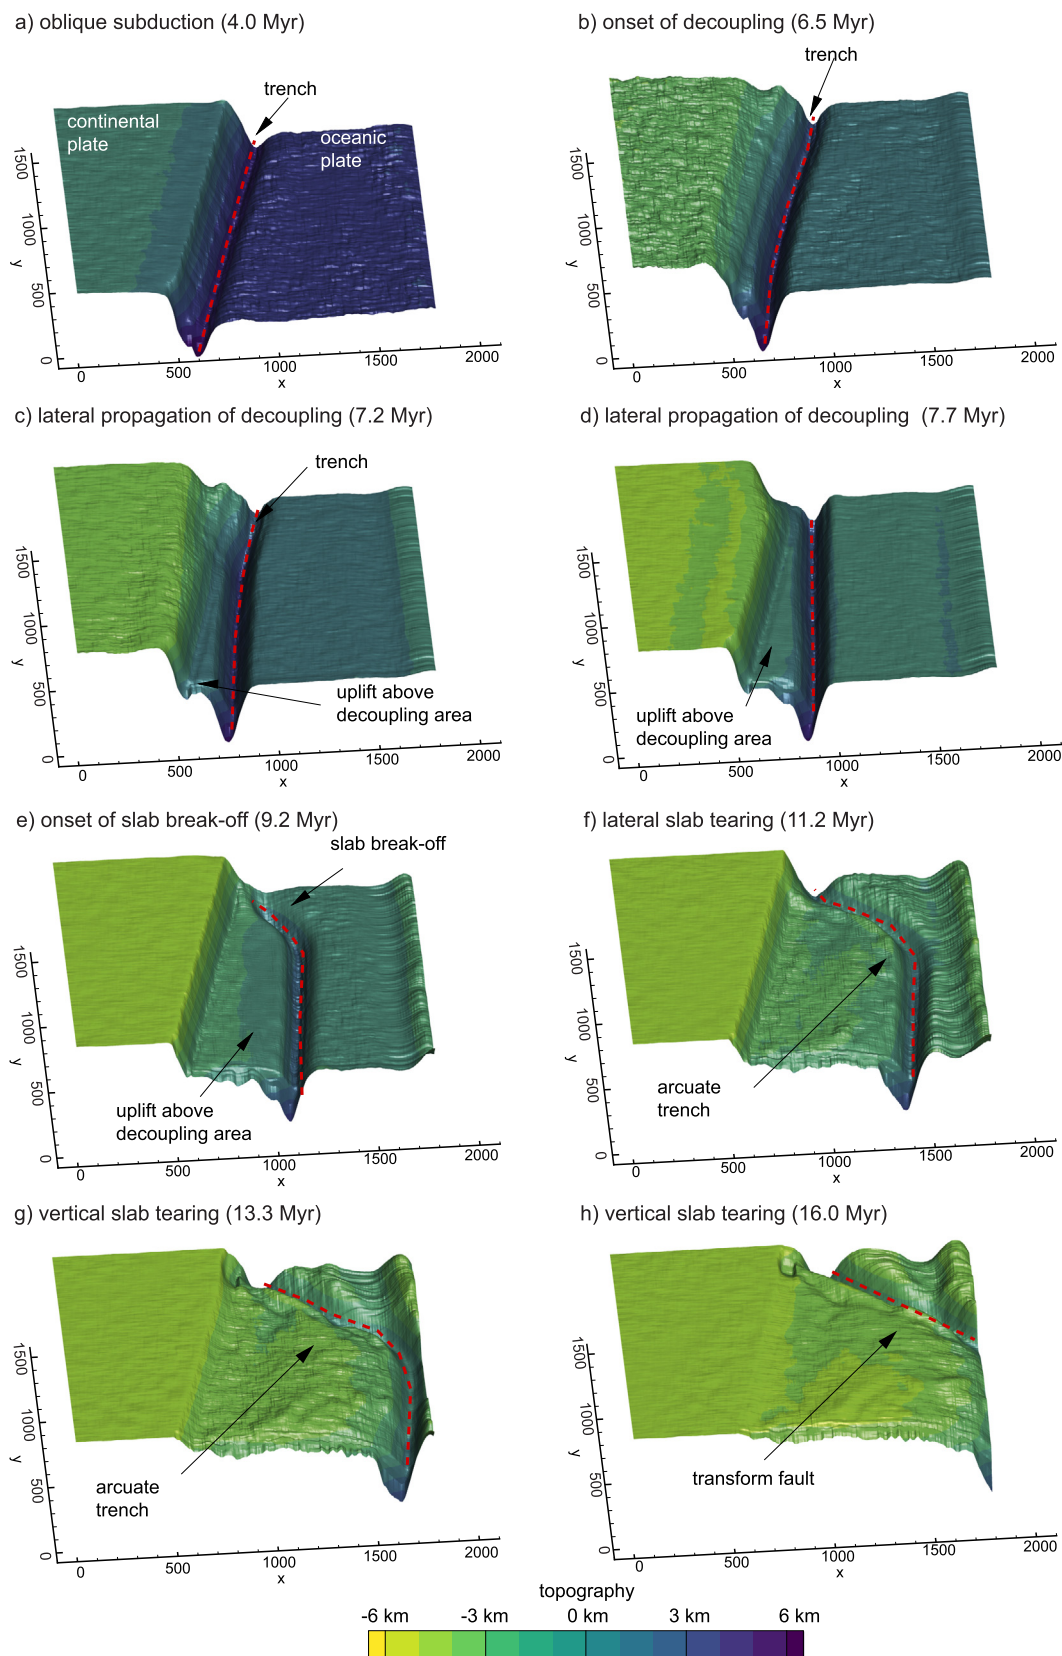 a) oblique subduction (4.0 Myr)
trench
continental
plate
oceanic
plate
1500
1000
500
0
y
0
500
1000
1500
2000
x
b) onset of decoupling (6.5 Myr)
trench
1500
1000
500
0
y
0
500
1000
1500
2000
x
c) lateral propagation of decoupling (7.2 Myr)
trench
uplift above
decoupling area
1500
1000
500
0
y
0
500
1000
1500
2000
x
d) lateral propagation of decoupling (7.7 Myr)
uplift above
decoupling area
1500
1000
500
0
y
0
500
1000
1500
2000
x
e) onset of slab break-off (9.2 Myr)
slab break-off
uplift above
decoupling area
1500
1000
500
0
y
0
500
1000
1500
2000
x
f) lateral slab tearing (11.2 Myr)
arcuate
trench
1500
1000
500
0
y
0
500
1000
1500
2000
x
g) vertical slab tearing (13.3 Myr)
arcuate
trench
1500
1000
500
0
y
0
500
1000
1500
2000
x
h) vertical slab tearing (16.0 Myr)
transform fault
1500
1000
500
0
y
0
500
1000
1500
2000
x
topography
-6 km -3 km 0 km 3 km 6 km